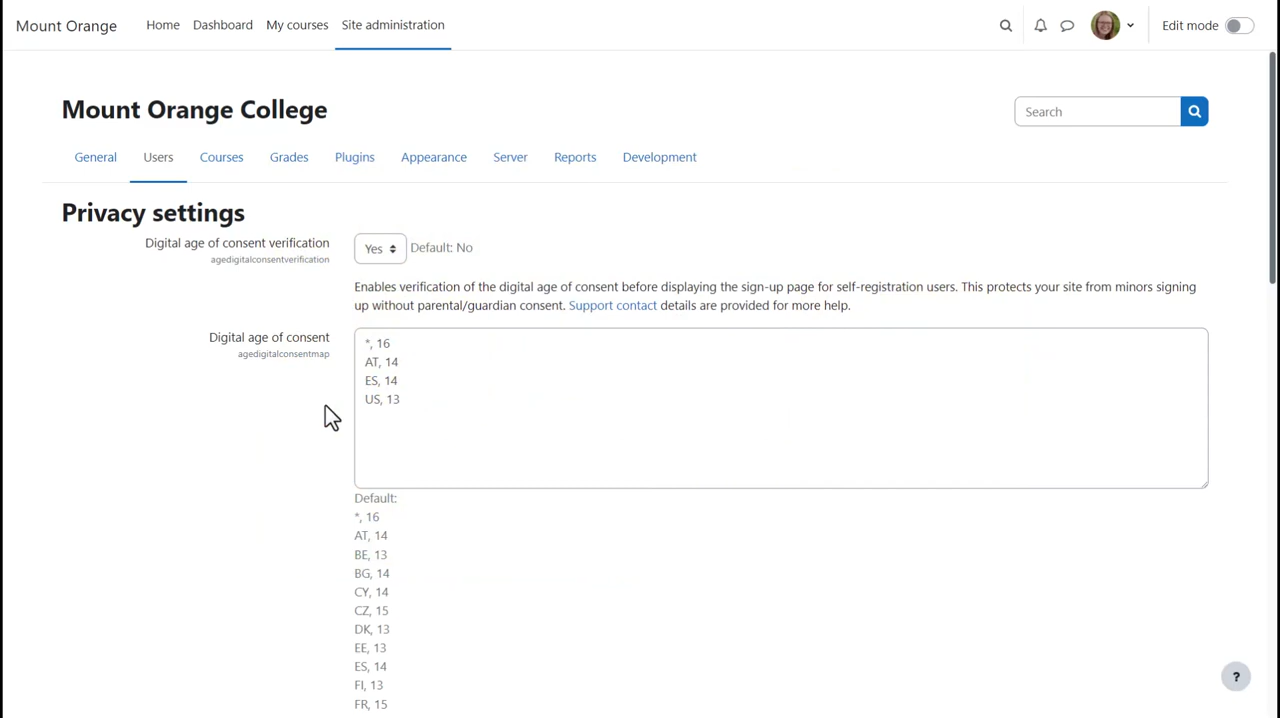 Mount Orange
Home
Dashboard
My courses
Site administration
Edit mode
Mount Orange College
Search
General
Users
Courses
Grades
Plugins
Appearance
Server
Reports
Development
Privacy settings
Digital age of consent verification
agedigitalconsentverification
Yes
Default: No
Enables verification of the digital age of consent before displaying the sign-up page for self-registration users. This protects your site from minors signing
up without parental/guardian consent. Support contact details are provided for more help.
Digital age of consent
agedigitalconsentmap
*, 16
AT, 14
ES, 14
US, 13
Default:
*, 16
AT, 14
BE, 13
BG, 14
CY, 14
CZ, 15
DK, 13
EE, 13
ES, 14
FI, 13
FR, 15
?